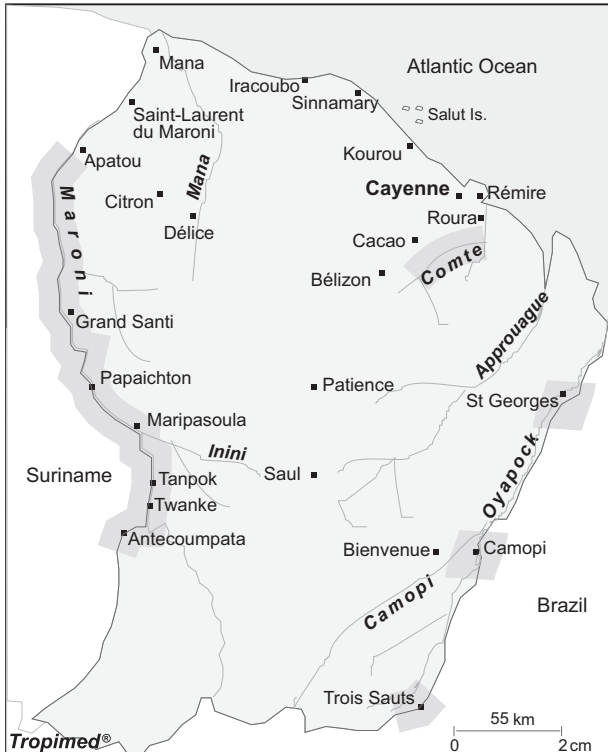 Mana
Iracoubo
Atlantic Ocean
Sinnamary
Saint-Laurent
du Maroni
Salut Is.
Apatou
Kourou
Mana
Maroni
Citron
Cayenne
Rémire
Délice
Roura
Cacao
Comte
Bélizon
Grand Santi
Approuague
Papaichton
Patience
St Georges
Maripasoula
Inini
Suriname
Saul
Oyapock
Tanpok
Twanke
Antecoumpata
Bienvenue
Camopi
Camopi
Brazil
Trois Sauts
55 km
Tropimed®
0 2 cm